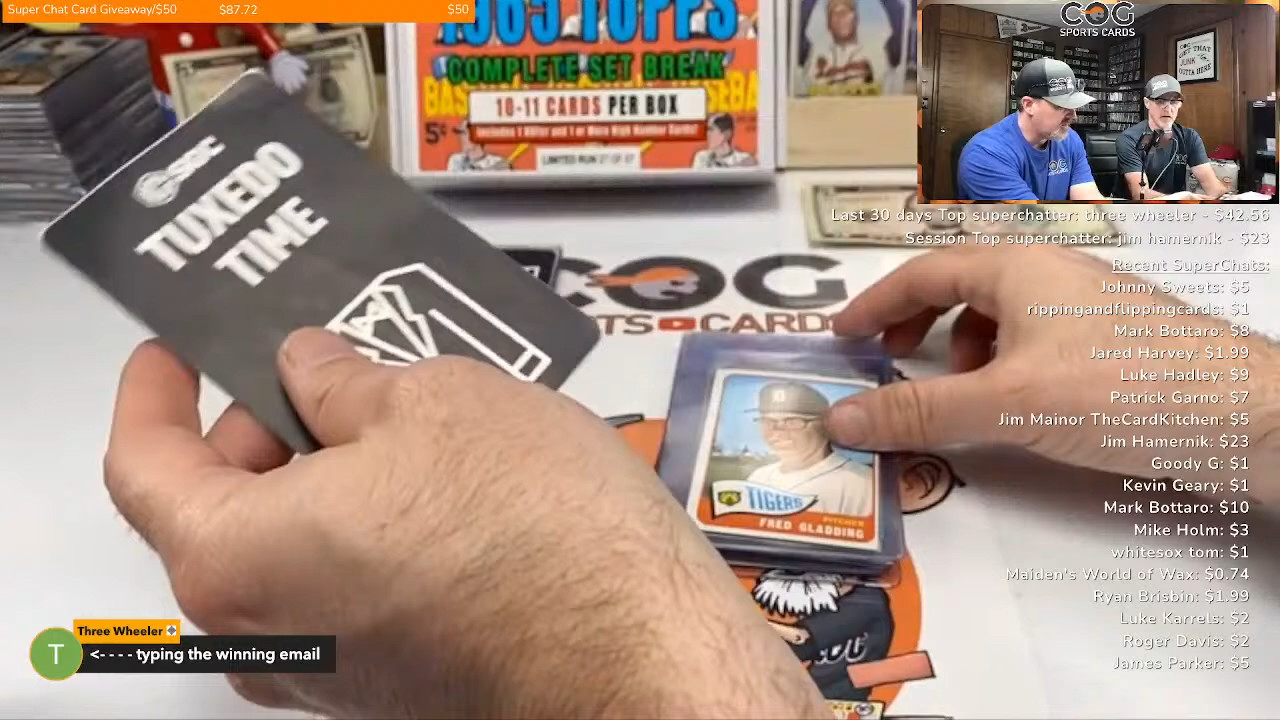 Super Chat Card Giveaway/$50 $87.72 $50
1965 TOPPS
COMPLETE SET BREAK
10-11 CARDS PER BOX
5¢
COG
SPORTS CARDS
TUXEDO
TIME
COG
CARDS
TIGERS
PITCHER
FRED GLADDING
Last 30 days Top superchatter: three wheeler - $42.56
Session Top superchatter: jim hamernik - $23
Recent SuperChats:
Johnny Sweets: $5
rippingandflippingcards: $1
Mark Bottaro: $8
Jared Harvey: $1.99
Luke Hadley: $9
Patrick Garno: $7
Jim Mainor TheCardKitchen: $5
Jim Hamernik: $23
Goody G: $1
Kevin Geary: $1
Mark Bottaro: $10
Mike Holm: $3
whitesox tom: $1
Maiden's World of Wax: $0.74
Ryan Brisbin: $1.99
Luke Karrels: $2
Roger Davis: $2
James Parker: $5
T
Three Wheeler
<- - - - typing the winning email